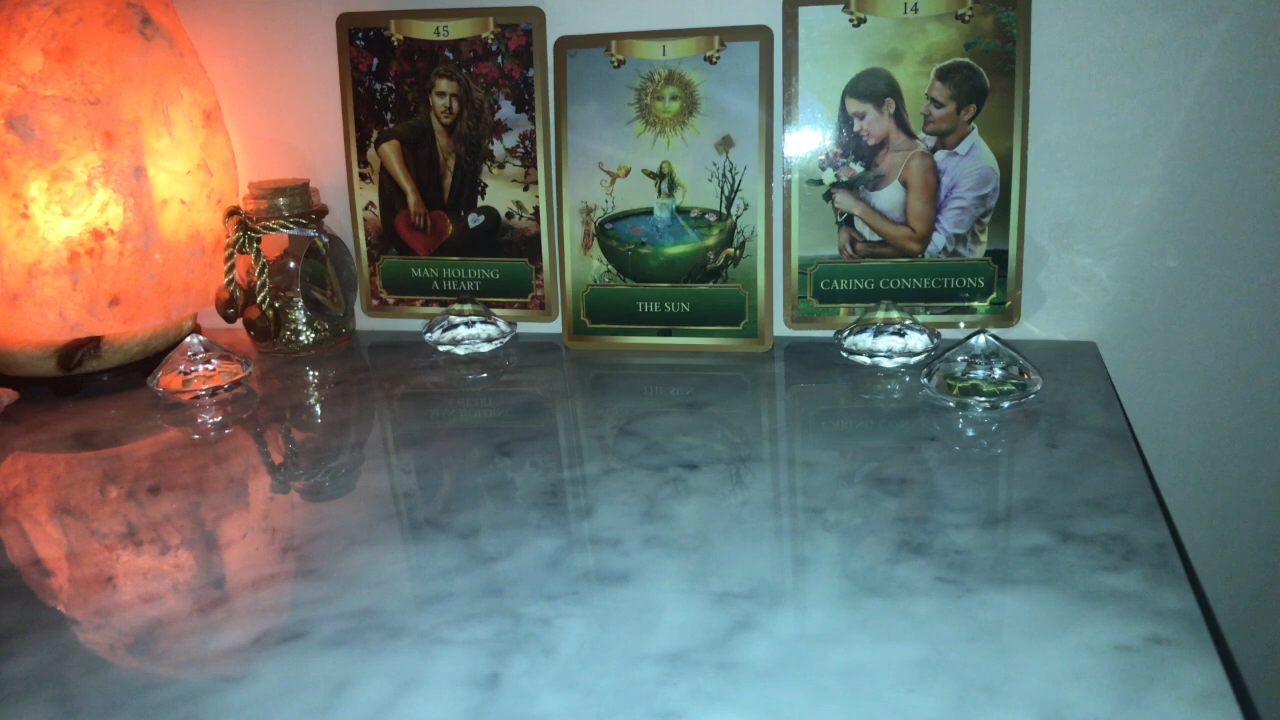 45
MAN HOLDING
A HEART
I
THE SUN
14
CARING CONNECTIONS